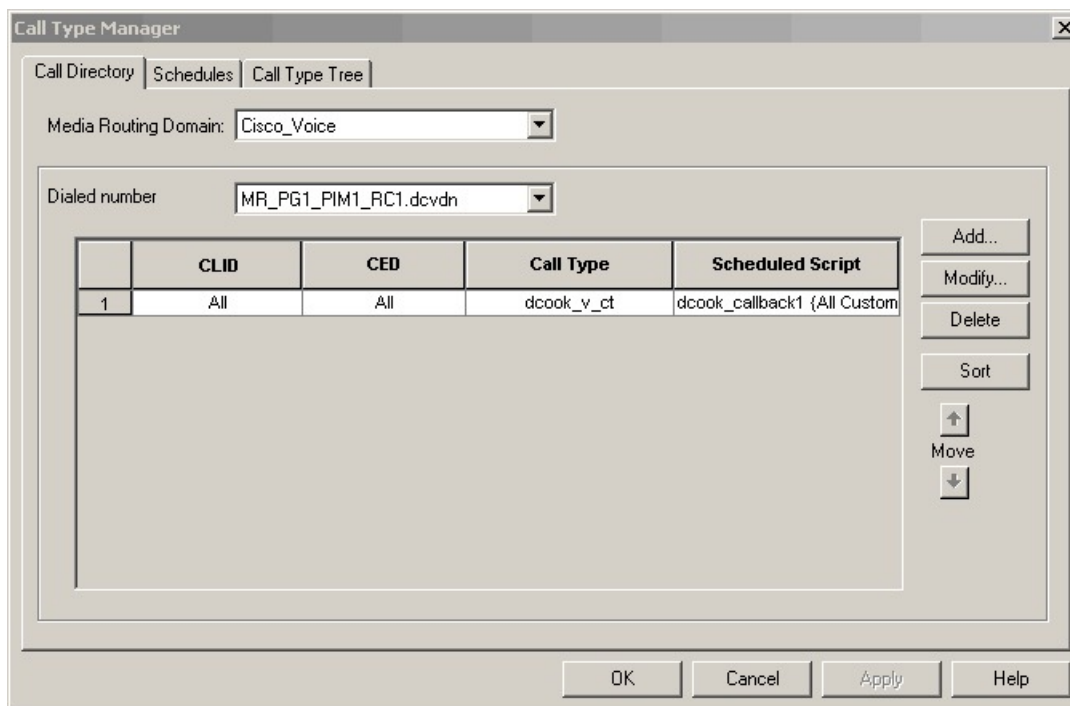 Call Type Manager
Call Directory Schedules Call Type Tree
Media Routing Domain: Cisco_Voice
Dialed number MR_PG1_PIM1_RC1.dcvdn
CLID CED Call Type Scheduled Script
1 All All dcook_v_ct dcook_callback1 {All Custom
Add...
Modify...
Delete
Sort
Move
OK Cancel Apply Help